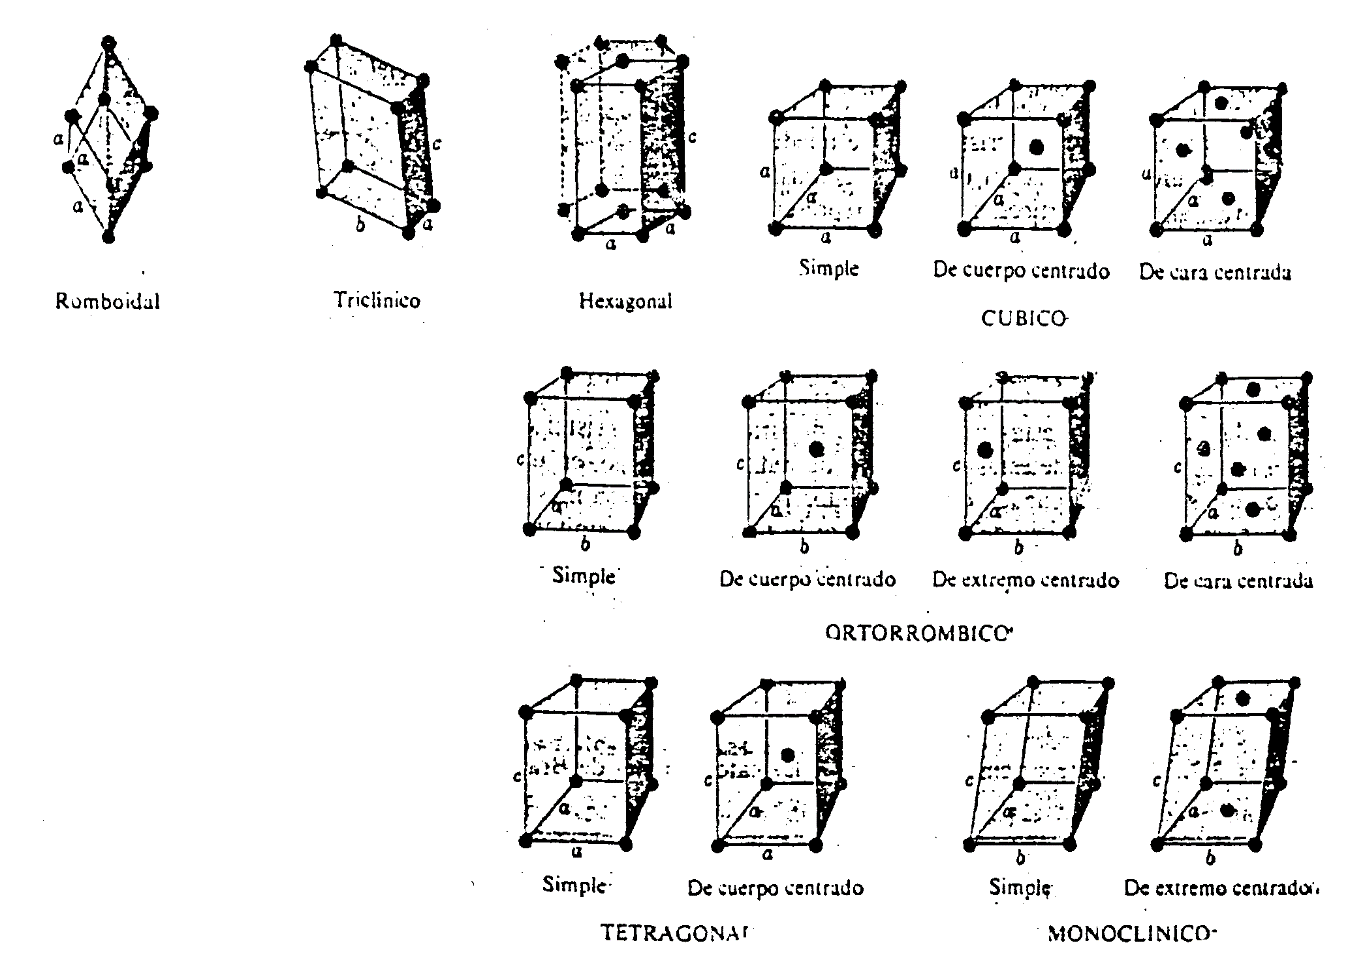 a
a
a
Romboidal
c
b
a
Triclínico
c
a
a
Hexagonal
a
a
a
Simple
a
a
a
De cuerpo centrado
a
a
a
De cara centrada
CUBICO
c
a
b
Simple
c
a
b
De cuerpo centrado
c
a
b
De extremo centrado
c
a
b
De cara centrada
ORTORROMBICO
c
a
a
Simple
c
a
a
De cuerpo centrado
TETRAGONAL
c
a
b
Simple
c
a
b
De extremo centrado
MONOCLINICO